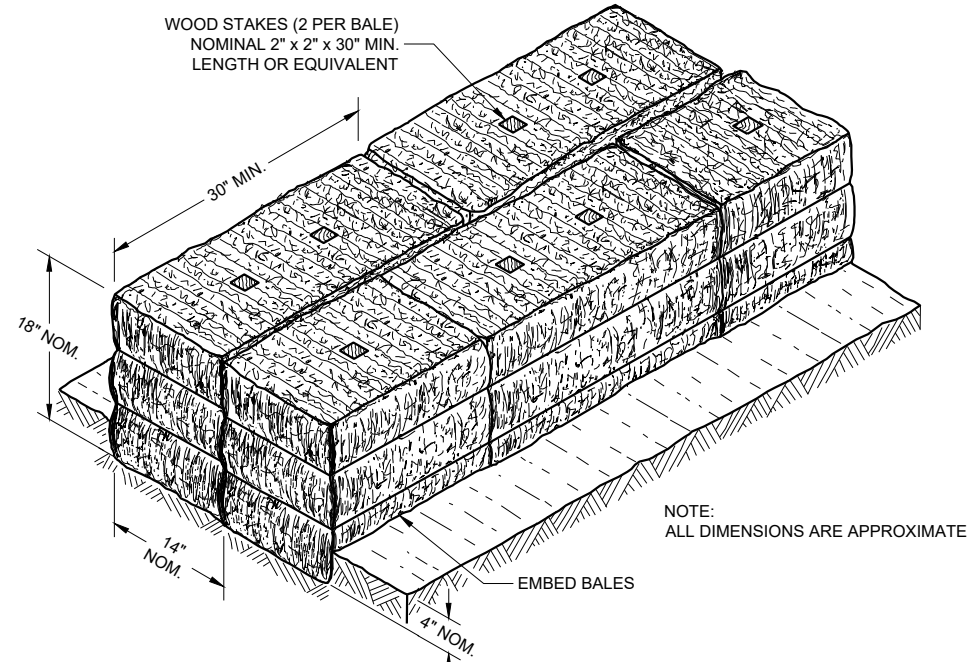 WOOD STAKES (2 PER BALE)
NOMINAL 2" x 2" x 30" MIN.
LENGTH OR EQUIVALENT
30" MIN.
18" NOM.
14"
NOM.
NOTE:
ALL DIMENSIONS ARE APPROXIMATE
EMBED BALES
4" NOM.